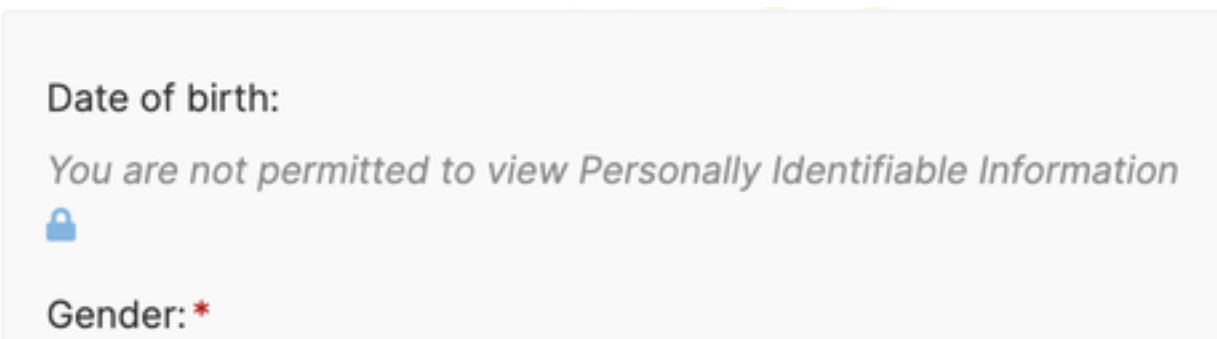 Date of birth:
You are not permitted to view Personally Identifiable Information
Gender:*